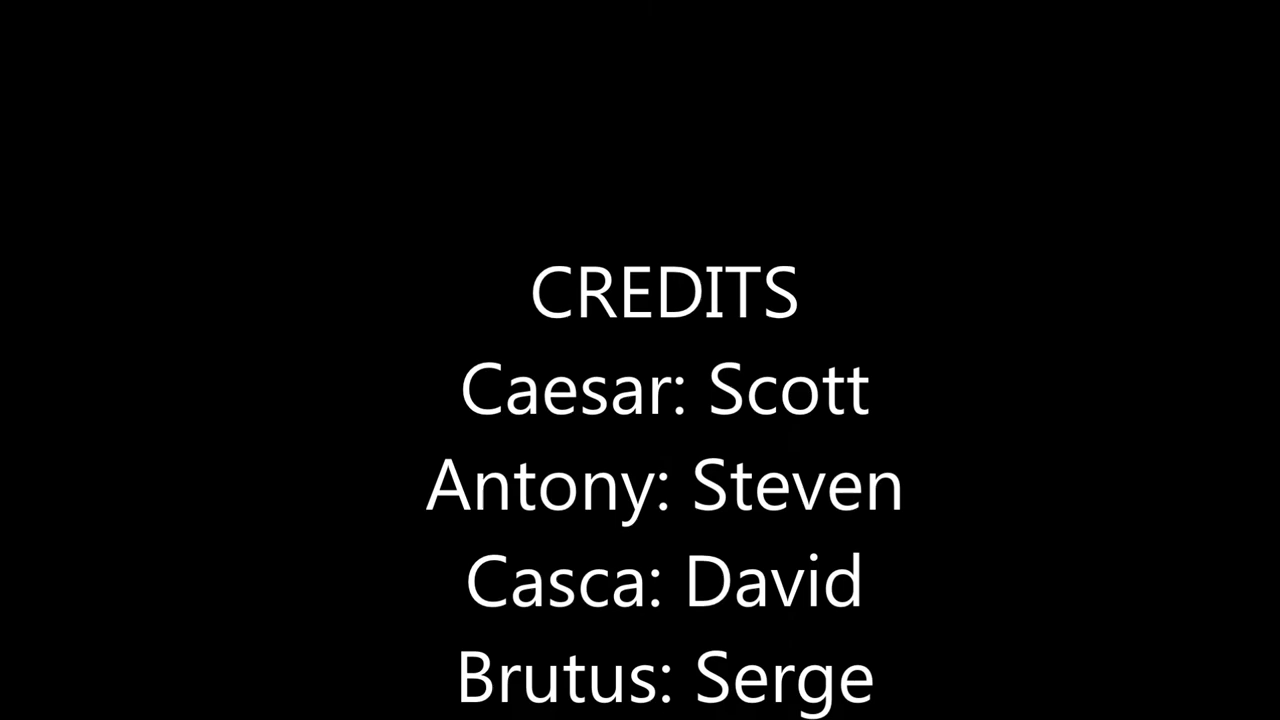 CREDITS
Caesar: Scott
Antony: Steven
Casca: David
Brutus: Serge